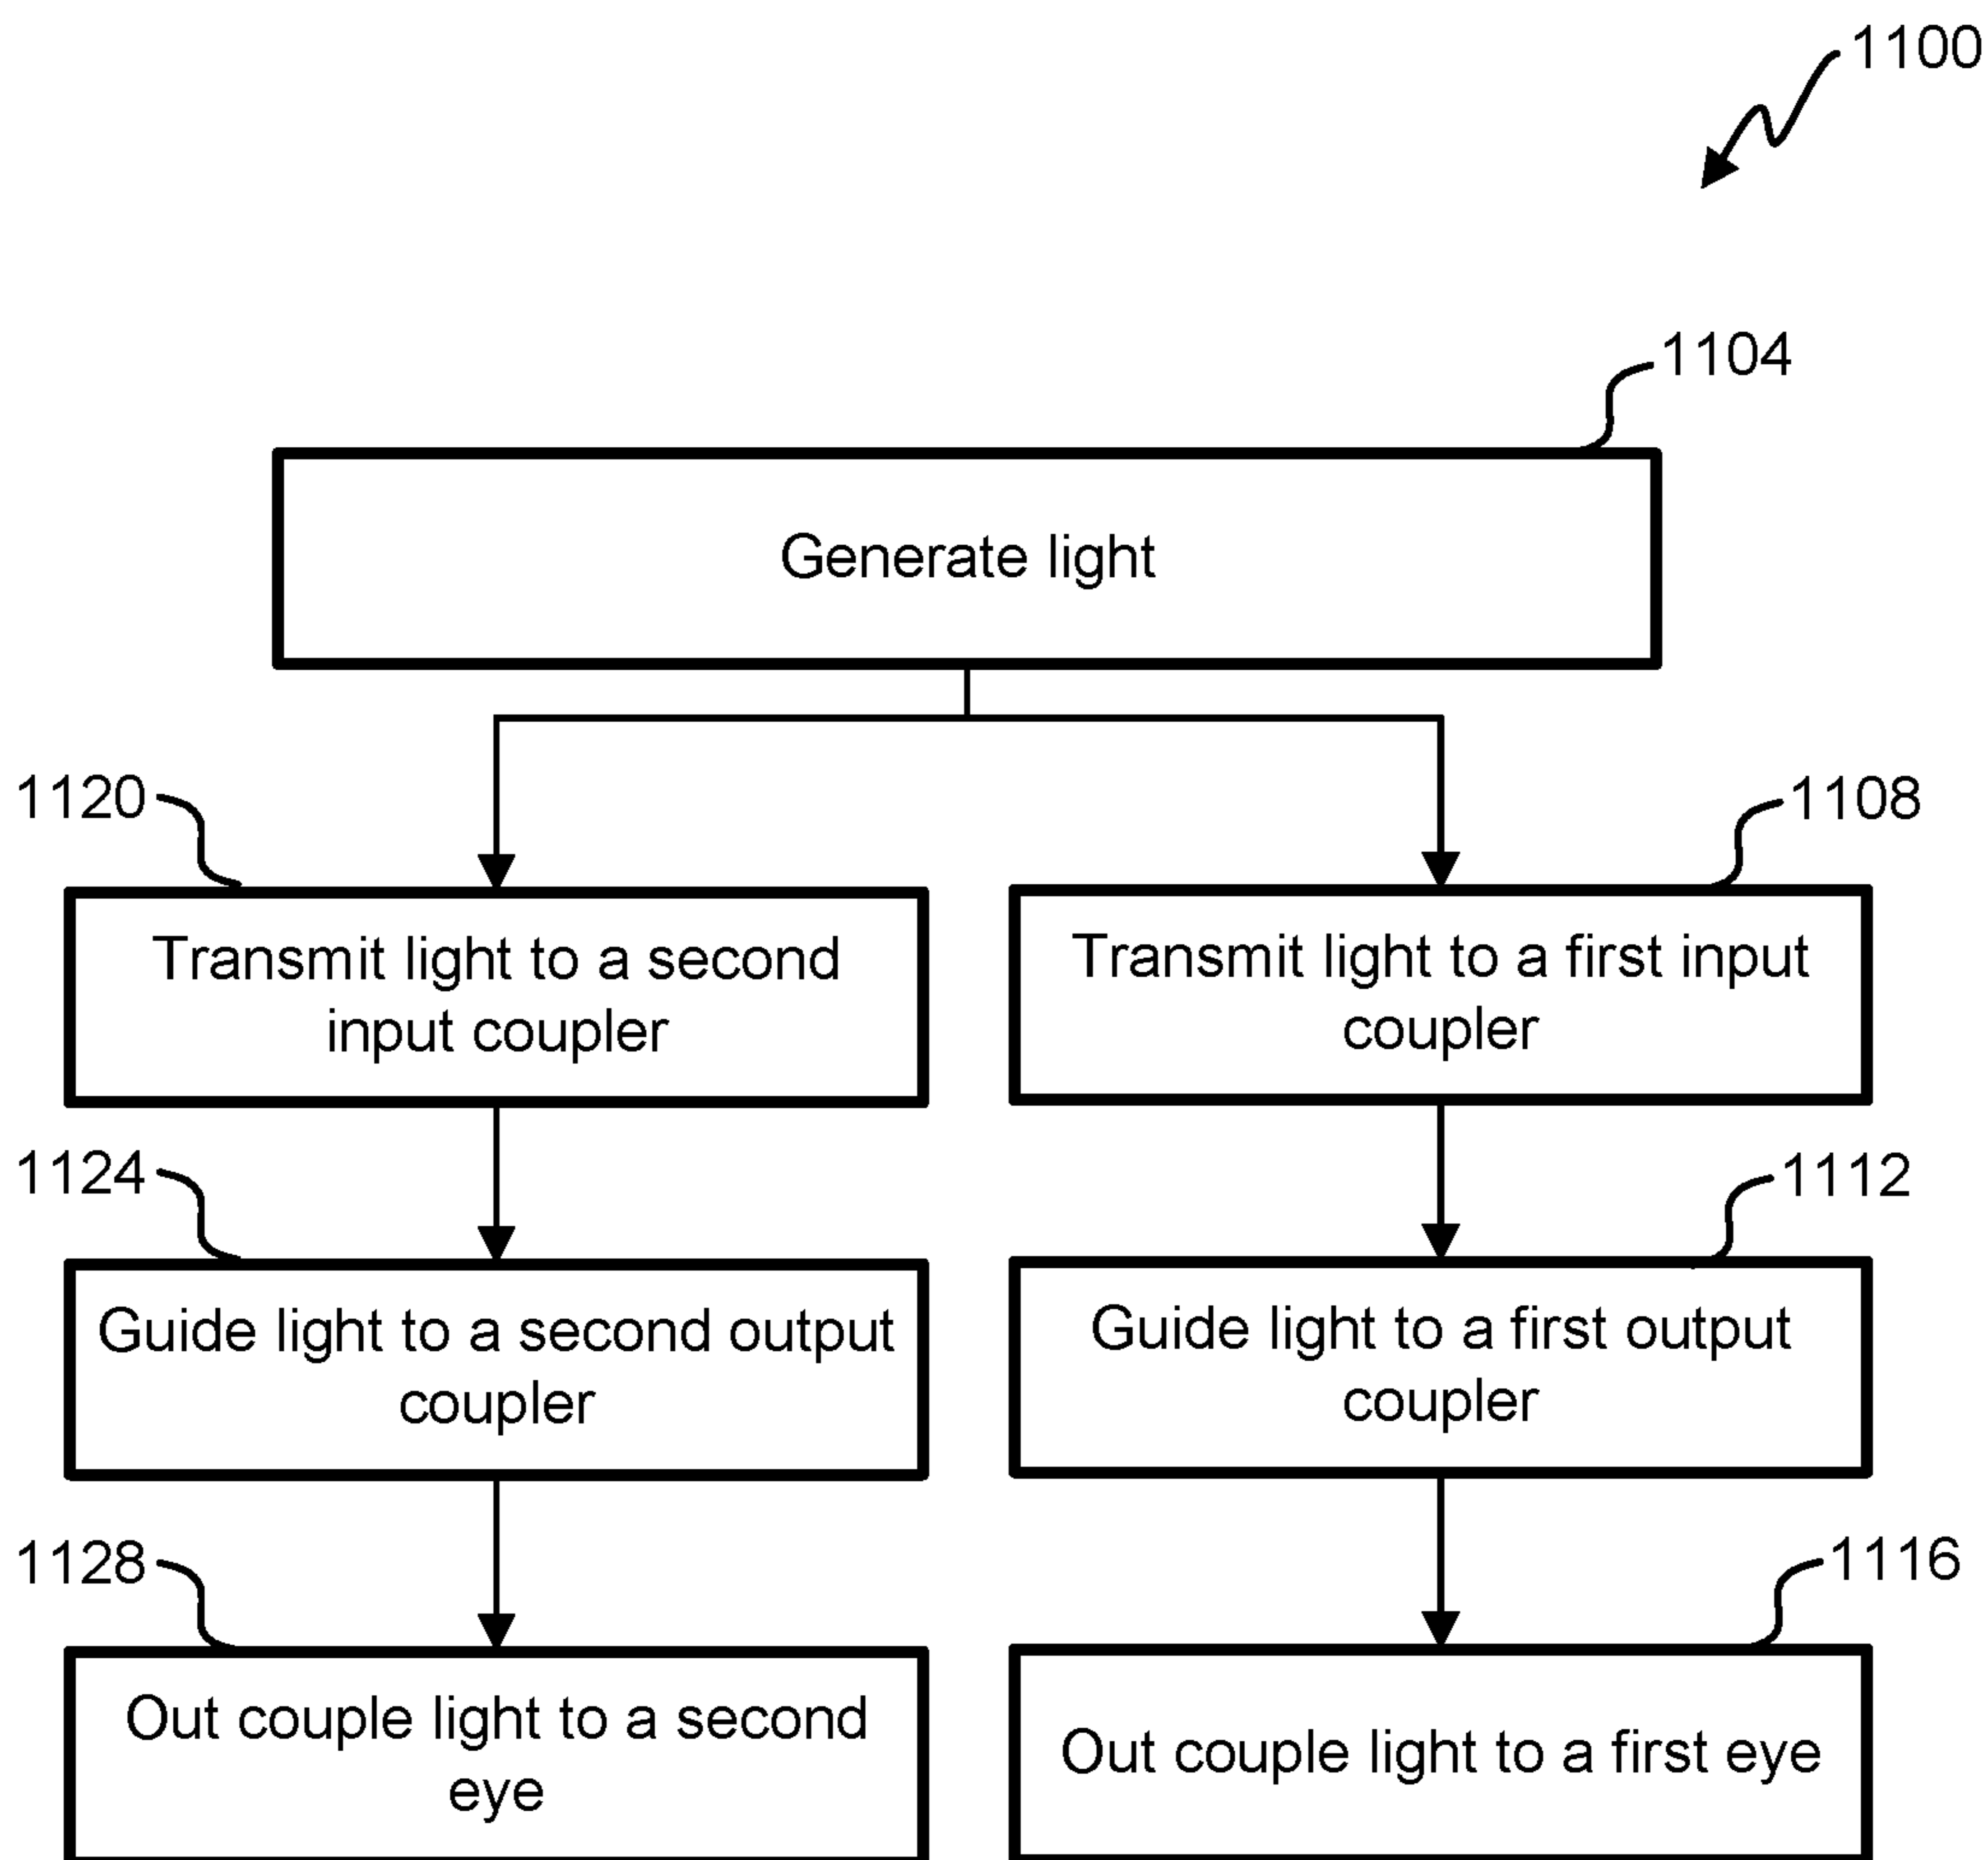 1100
1104
Generate light
1120
1108
Transmit light to a second
input coupler
Transmit light to a first input
coupler
1124
1112
Guide light to a second output
coupler
Guide light to a first output
coupler
1128
1116
Out couple light to a second
eye
Out couple light to a first eye